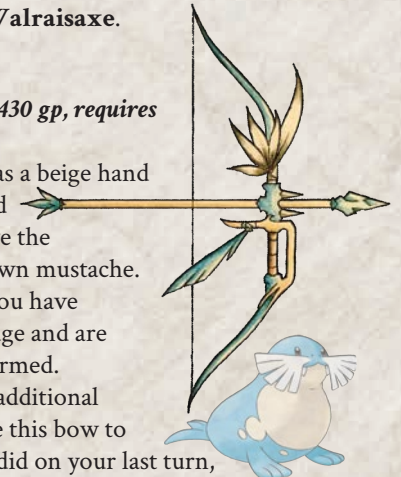 Valraisaxe.
430 gp, requires
as a beige hand
e the
wn mustache.
ou have
ge and are
rmed.
additional
e this bow to
did on your last turn,